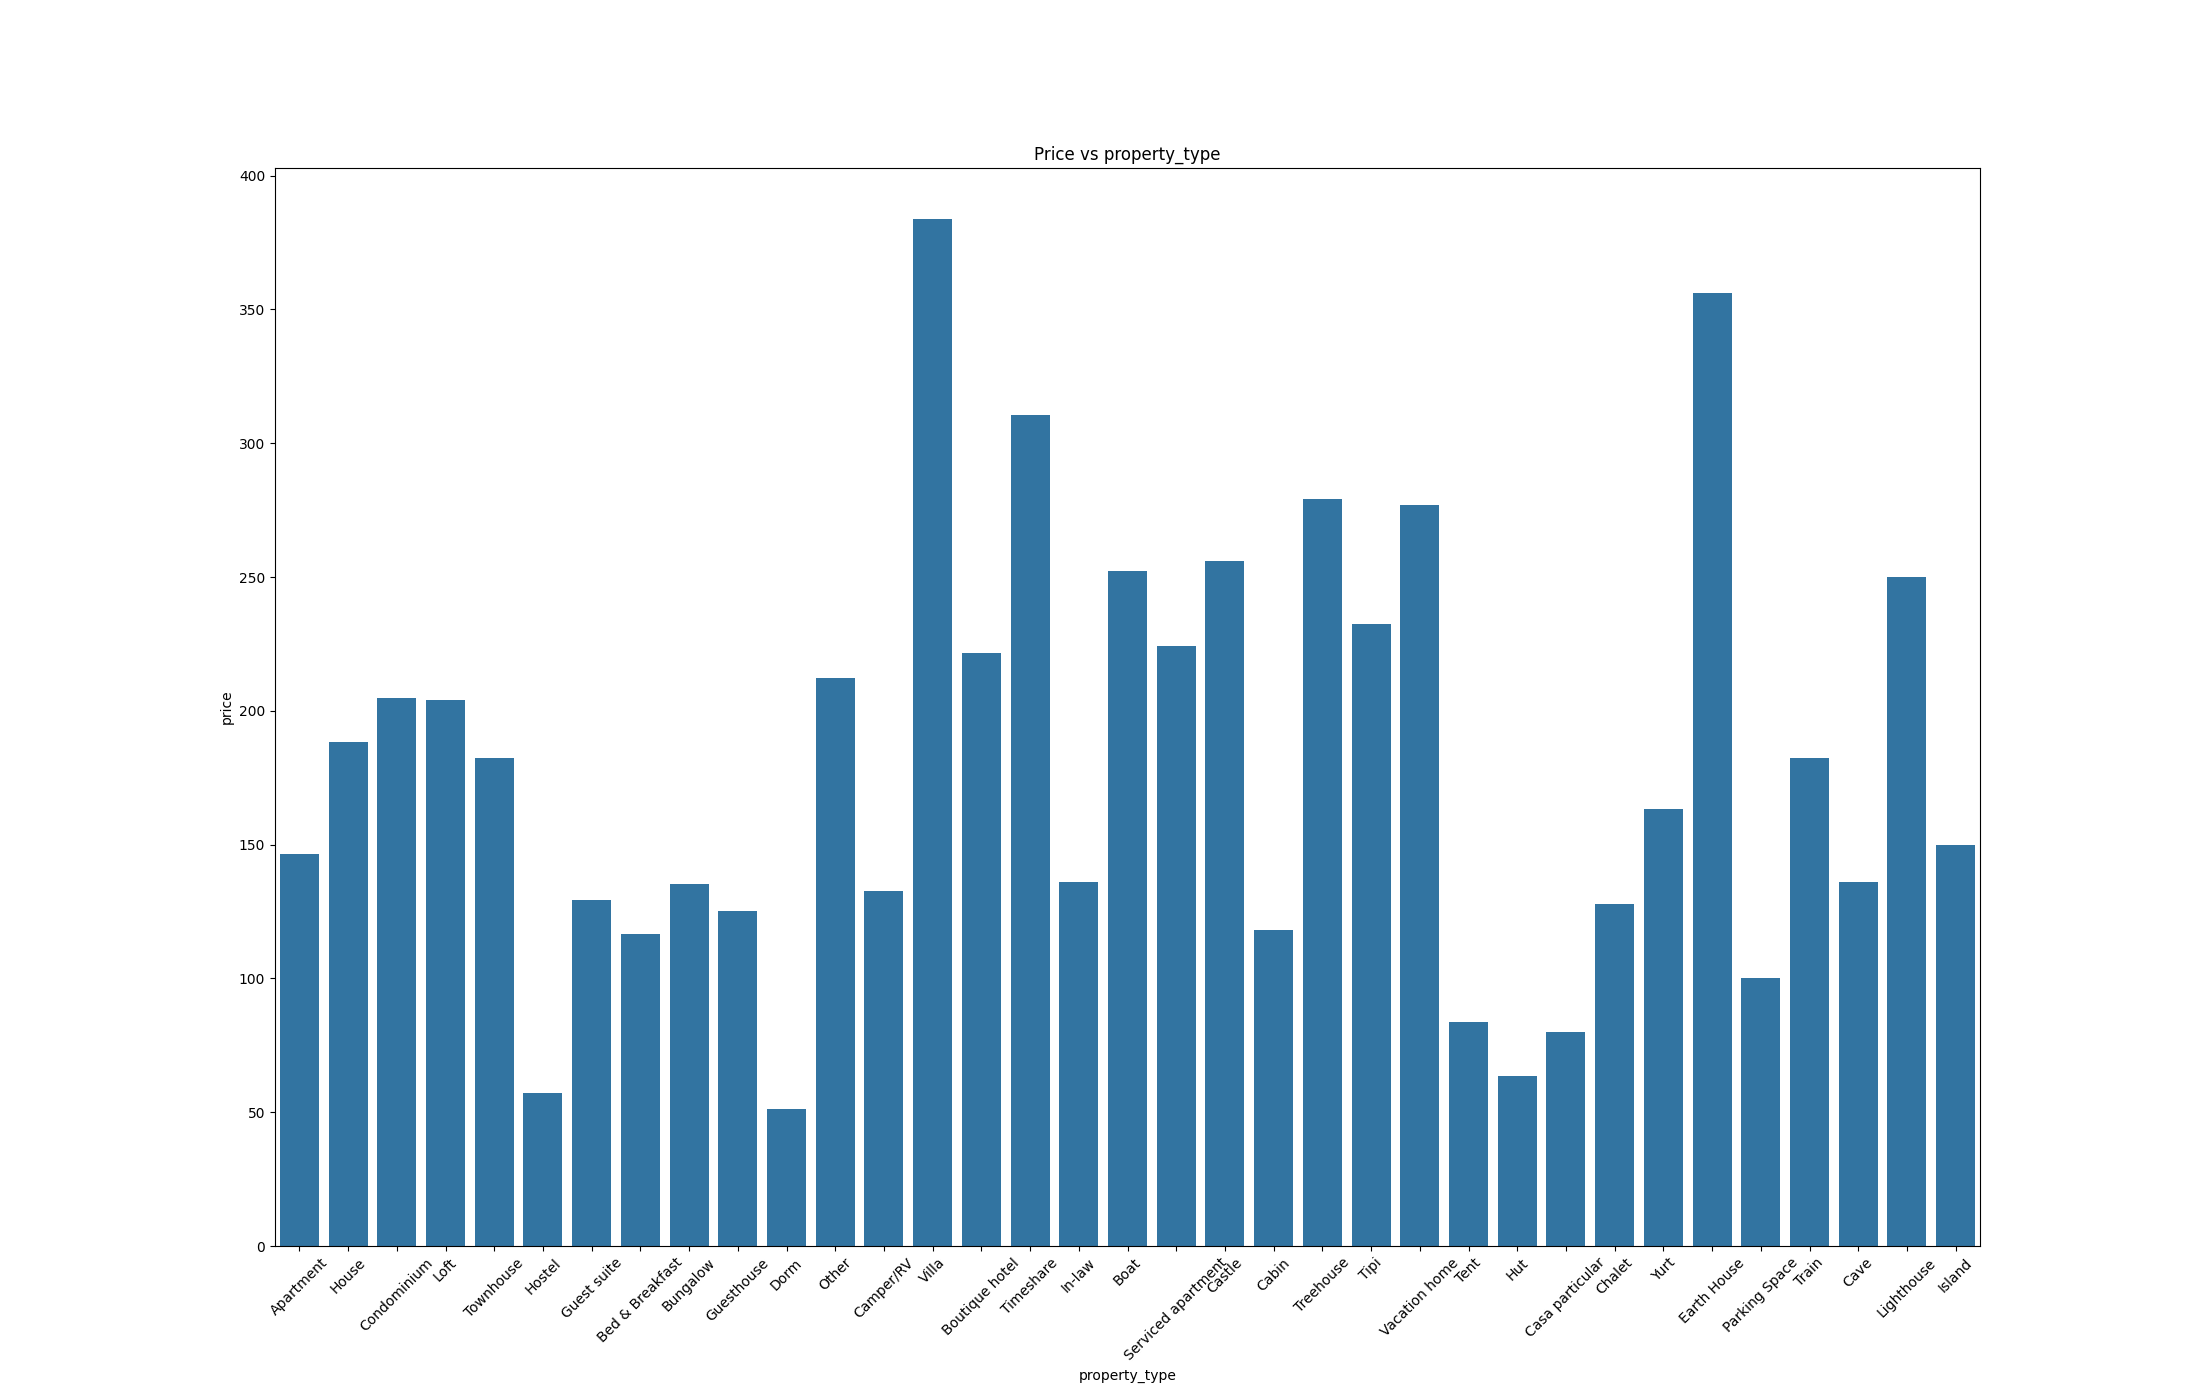 Price vs property_type
400
350
300
250
200
150
100
50
0
price
Apartment
House
Condominium
Loft
Townhouse
Hostel
Guest suite
Bed & Breakfast
Bungalow
Guesthouse
Dorm
Other
Camper/RV
Villa
Boutique hotel
Timeshare
In-law
Boat
Serviced apartment
Castle
Cabin
Treehouse
Tipi
Vacation home
Tent
Hut
Casa particular
Chalet
Yurt
Earth House
Parking Space
Train
Cave
Lighthouse
Island
property_type